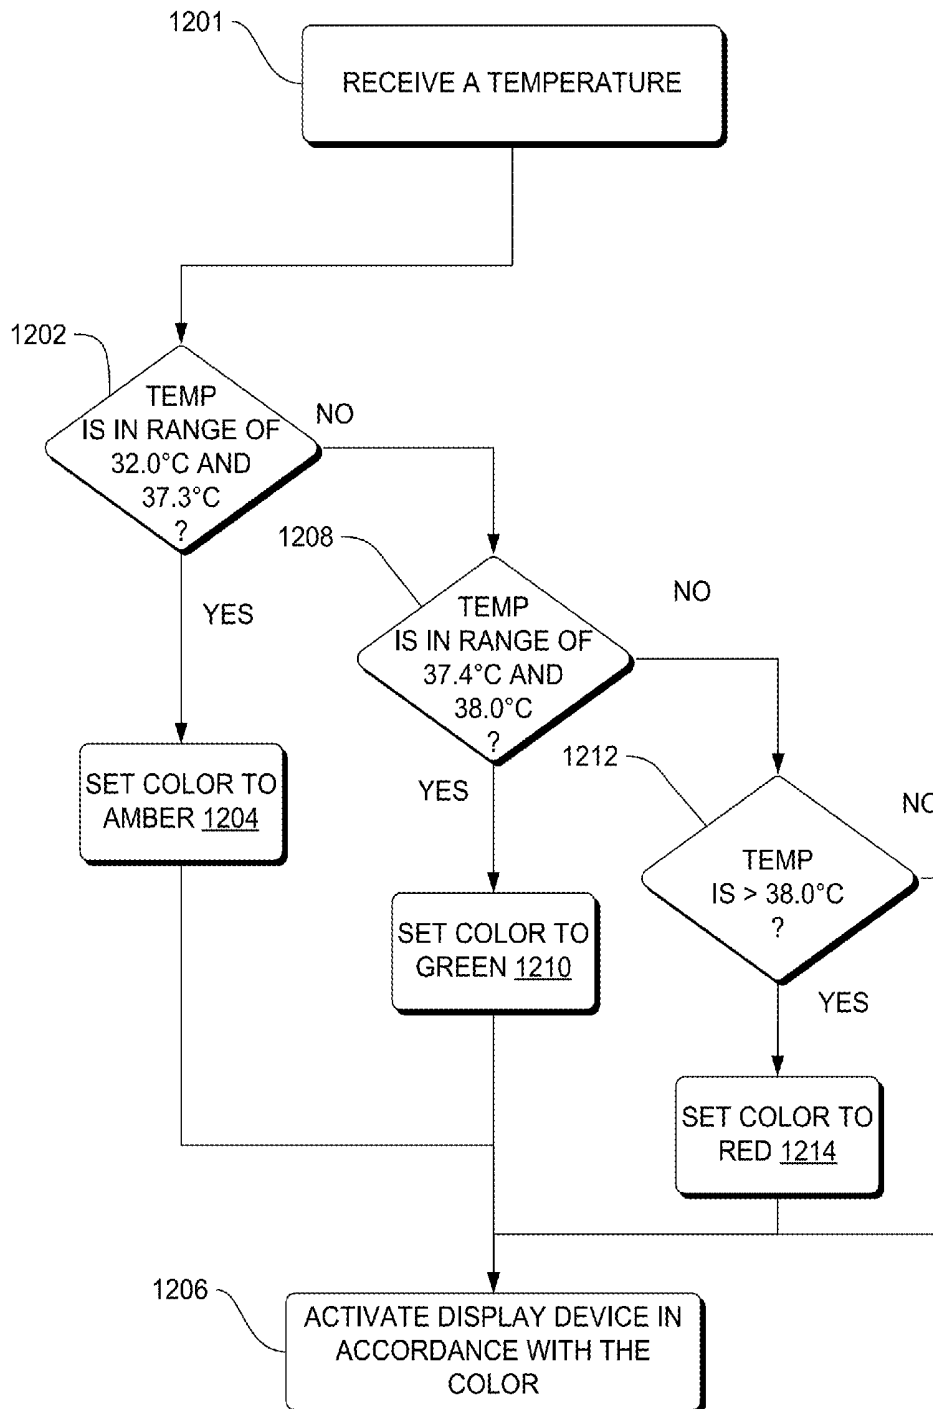 1201
RECEIVE A TEMPERATURE
1202
TEMP
IS IN RANGE OF
32.0°C AND
37.3°C
?
NO
YES
1208
TEMP
IS IN RANGE OF
37.4°C AND
38.0°C
?
NO
YES
SET COLOR TO
AMBER 1204
1212
TEMP
IS > 38.0°C
?
NO
YES
SET COLOR TO
GREEN 1210
SET COLOR TO
RED 1214
1206
ACTIVATE DISPLAY DEVICE IN
ACCORDANCE WITH THE
COLOR